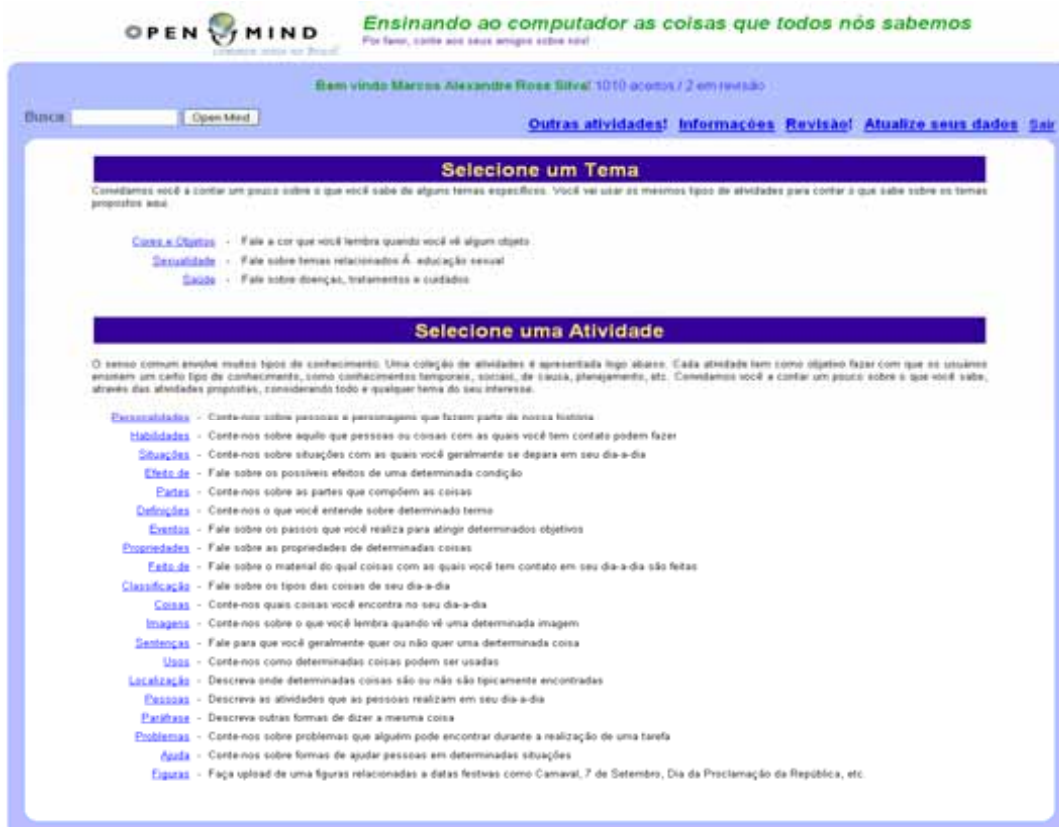 OPEN MIND
common sense no Brasil
Ensinando ao computador as coisas que todos nós sabemos
Por favor, conte aos seus amigos sobre nós!
Bem vindo Marcos Alexandre Rose Silva! 1010 acertos / 2 em revisão
Busca: Open Mind
Outras atividades! Informações Revisão! Atualize seus dados Sair
Selecione um Tema
Convidamos você a contar um pouco sobre o que você sabe de alguns temas específicos. Você vai usar os mesmos tipos de atividades para contar o que sabe sobre os temas
propostos aqui.
Cores e Objetos - Fale a cor que você lembra quando você vê algum objeto
Sexualidade - Fale sobre temas relacionados Ã educação sexual
Saúde - Fale sobre doenças, tratamentos e cuidados
Selecione uma Atividade
O senso comum envolve muitos tipos de conhecimento. Uma coleção de atividades é apresentada logo abaixo. Cada atividade tem como objetivo fazer com que os usuários
ensinem um certo tipo de conhecimento, como conhecimentos temporais, sociais, de causa, planejamento, etc. Convidamos você a contar um pouco sobre o que você sabe,
através das atividades propostas, considerando todo e qualquer tema do seu interesse.
Personalidades - Conte-nos sobre pessoas e personagens que fazem parte de nossa história
Habilidades - Conte-nos sobre aquilo que pessoas ou coisas com as quais você tem contato podem fazer
Situações - Conte-nos sobre situações com as quais você geralmente se depara em seu dia-a-dia
Efeito de - Fale sobre os possíveis efeitos de uma determinada condição
Partes - Conte-nos sobre as partes que compõem as coisas
Definições - Conte-nos o que você entende sobre determinado termo
Eventos - Fale sobre os passos que você realiza para atingir determinados objetivos
Propriedades - Fale sobre as propriedades de determinadas coisas
Feito de - Fale sobre o material do qual coisas com as quais você tem contato em seu dia-a-dia são feitas
Classificação - Fale sobre os tipos das coisas de seu dia-a-dia
Coisas - Conte-nos quais coisas você encontra no seu dia-a-dia
Imagens - Conte-nos sobre o que você lembra quando vê uma determinada imagem
Sentenças - Fale para que você geralmente quer ou não quer uma derterminada coisa
Usos - Conte-nos como determinadas coisas podem ser usadas
Localização - Descreva onde determinadas coisas são ou não são tipicamente encontradas
Pessoas - Descreva as atividades que as pessoas realizam em seu dia-a-dia
Paráfrase - Descreva outras formas de dizer a mesma coisa
Problemas - Conte-nos sobre problemas que alguém pode encontrar durante a realização de uma tarefa
Ajuda - Conte-nos sobre formas de ajudar pessoas em determinadas situações
Figuras - Faça upload de uma figuras relacionadas a datas festivas como Carnaval, 7 de Setembro, Dia da Proclamação da República, etc.